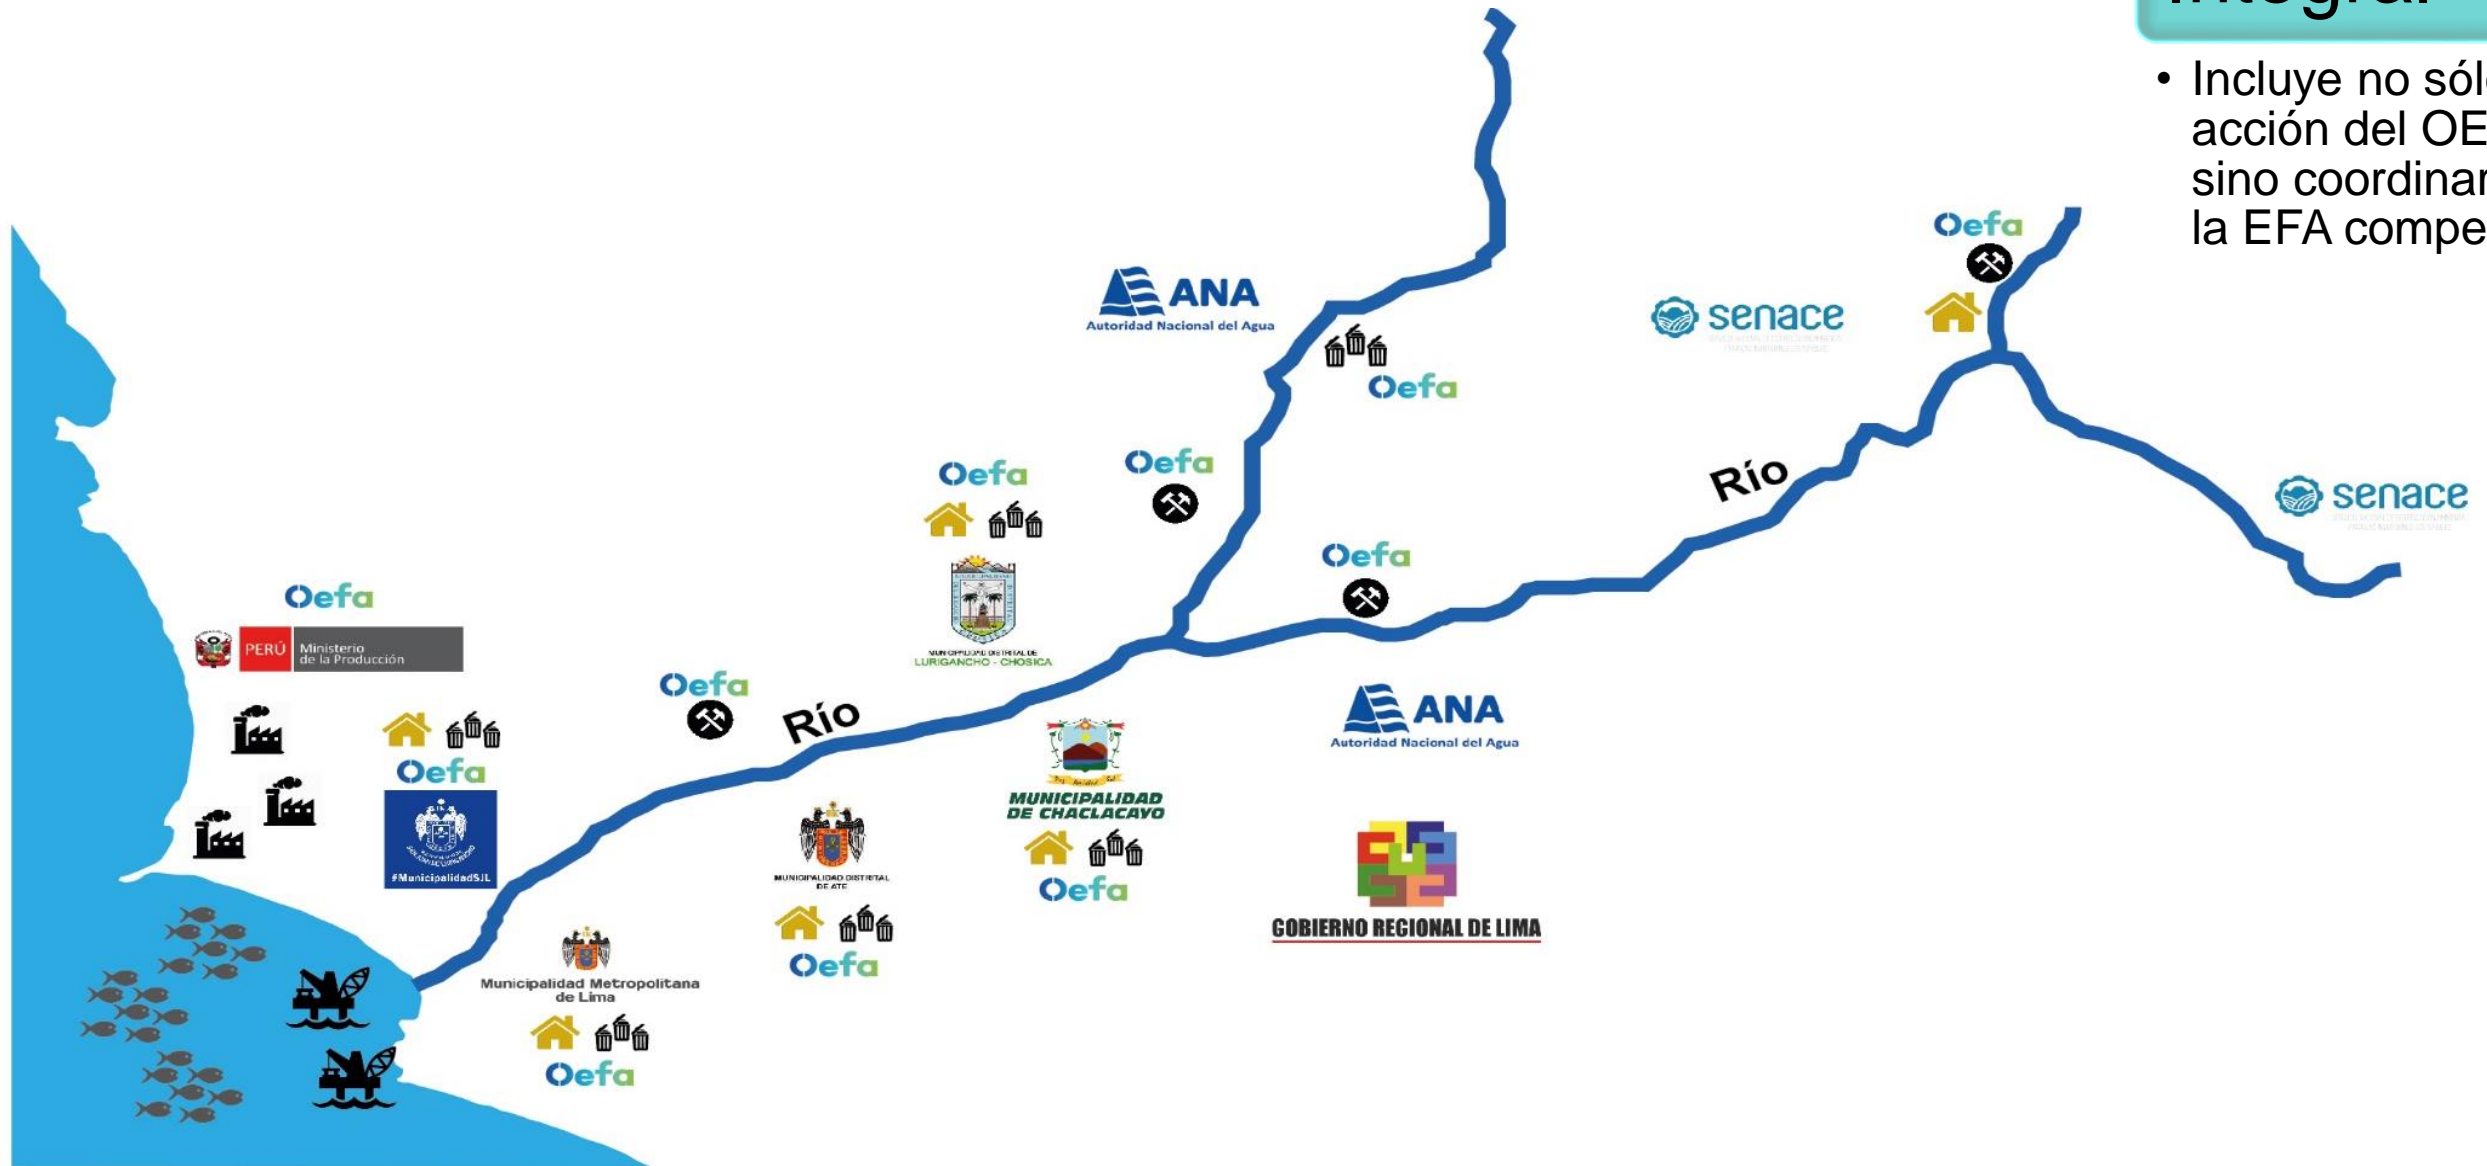 • Incluye no sólo
acción del OE
sino coordinar
la EFA compe
Oefa
ANA
Autoridad Nacional del Agua
senace
Oefa
Oefa
Oefa
Río
senace
Oefa
Oefa
PERÚ Ministerio
de la Producción
MUNICIPALIDAD DISTRITAL DE
LURIGANCHO - CHOSICA
Oefa
Río
ANA
Autoridad Nacional del Agua
Oefa
#MunicipalidadSJL
MUNICIPALIDAD
DE CHACLACAYO
Oefa
MUNICIPALIDAD DISTRITAL
DE ATE
Oefa
GOBIERNO REGIONAL DE LIMA
Municipalidad Metropolitana
de Lima
Oefa